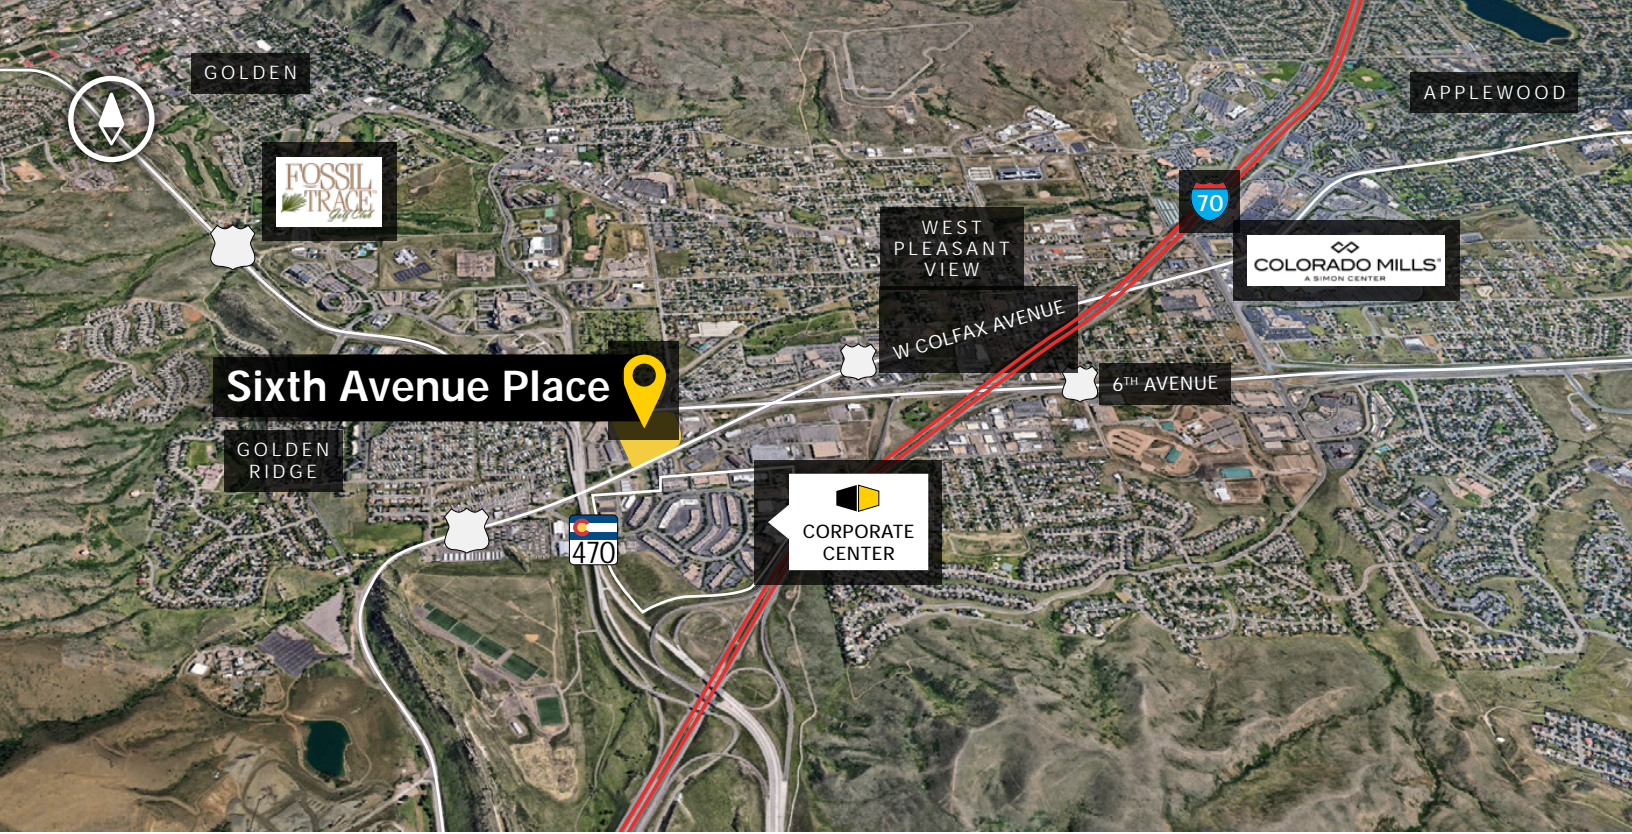 GOLDEN
APPLEWOOD
FOSSIL
TRACE
Golf Club
70
WEST
PLEASANT
VIEW
COLORADO MILLS®
A SIMON CENTER
W COLFAX AVENUE
Sixth Avenue Place
6TH AVENUE
GOLDEN
RIDGE
470
CORPORATE
CENTER